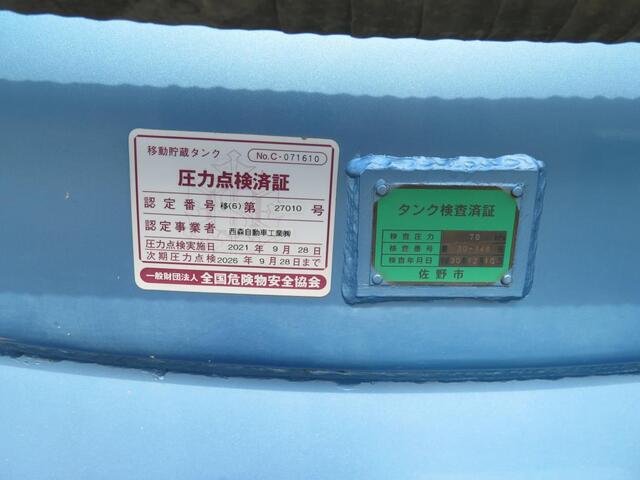 移動貯蔵タンク
No.C-071610
圧力点検済証
認定番号 移(6)第 27010 号
認定事業者 西森自動車工業㈱
圧力点検実施日 2021 年 9 月 28 日
次期圧力点検 2026 年 9 月 28 日まで
一般財団法人 全国危険物安全協会
タンク検査済証
検査圧力 70
検査番号
検査年月日 30 12 10
佐野市